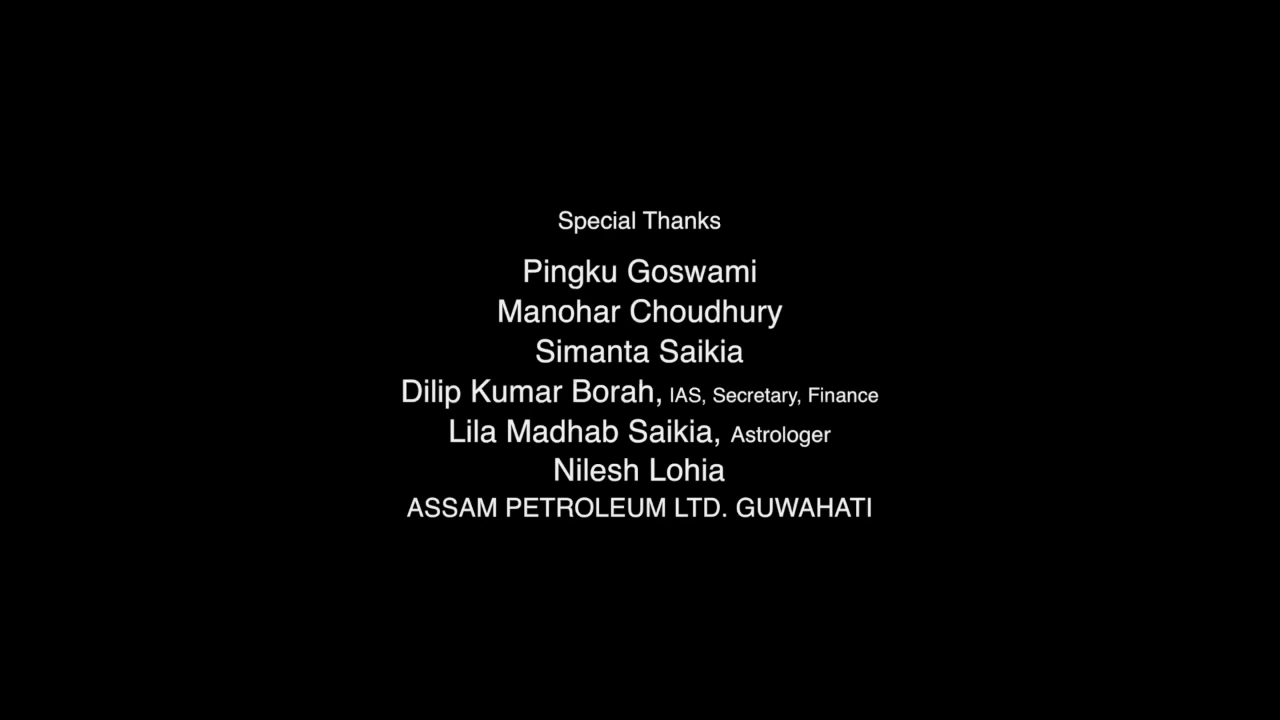 Special Thanks
Pingku Goswami
Manohar Choudhury
Simanta Saikia
Dilip Kumar Borah, IAS, Secretary, Finance
Lila Madhab Saikia, Astrologer
Nilesh Lohia
ASSAM PETROLEUM LTD. GUWAHATI